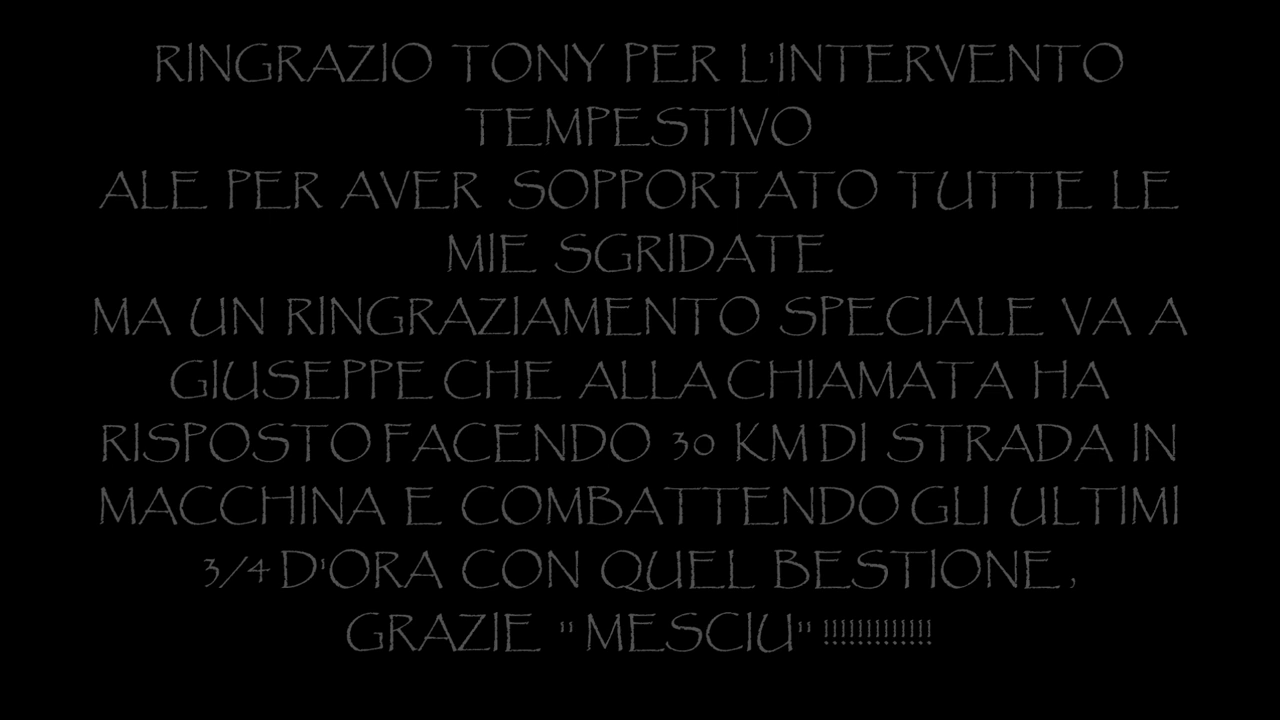 RINGRAZIO TONY PER L'INTERVENTO
TEMPESTIVO
ALE PER AVER SOPPORTATO TUTTE LE
MIE SGRIDATE
MA UN RINGRAZIAMENTO SPECIALE VA A
GIUSEPPE CHE ALLA CHIAMATA HA
RISPOSTO FACENDO 30 KM DI STRADA IN
MACCHINA E COMBATTENDO GLI ULTIMI
3/4 D'ORA CON QUEL BESTIONE,
GRAZIE "MESCIU" !!!!!!!!!!!!!